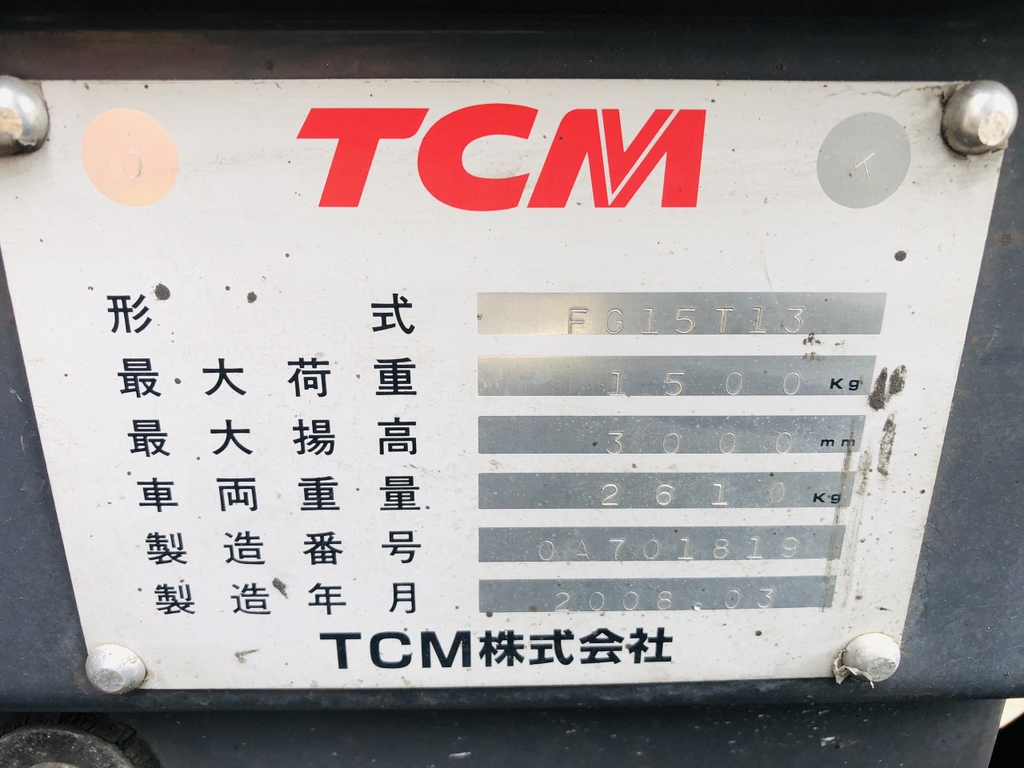 TCM
O
T
形式 FG15T13
最大荷重 1500 Kg
最大揚高 3000 mm
車両重量 2610 Kg
製造番号 0A701819
製造年月 2008.03
TCM株式会社